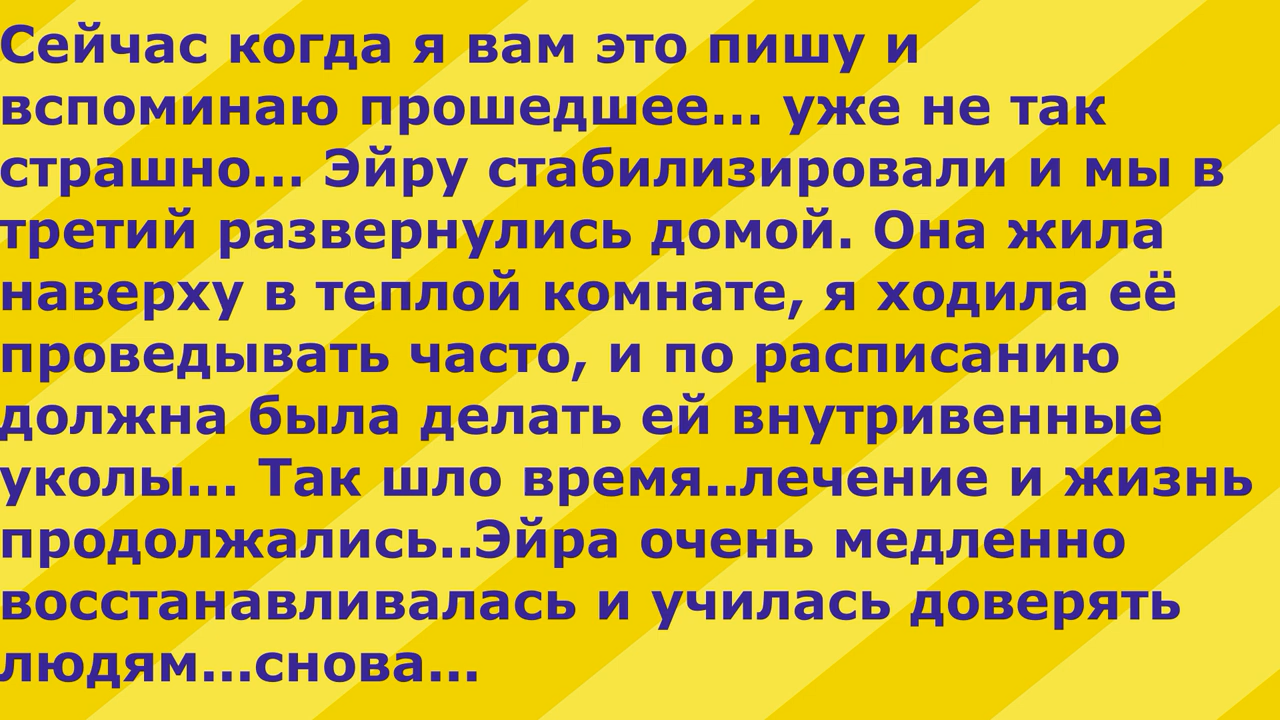 Сейчас когда я вам это пишу и
вспоминаю прошедшее... уже не так
страшно... Эйру стабилизировали и мы в
третий развернулись домой. Она жила
наверху в теплой комнате, я ходила её
проведывать часто, и по расписанию
должна была делать ей внутривенные
уколы... Так шло время..лечение и жизнь
продолжались..Эйра очень медленно
восстанавливалась и училась доверять
людям...снова...